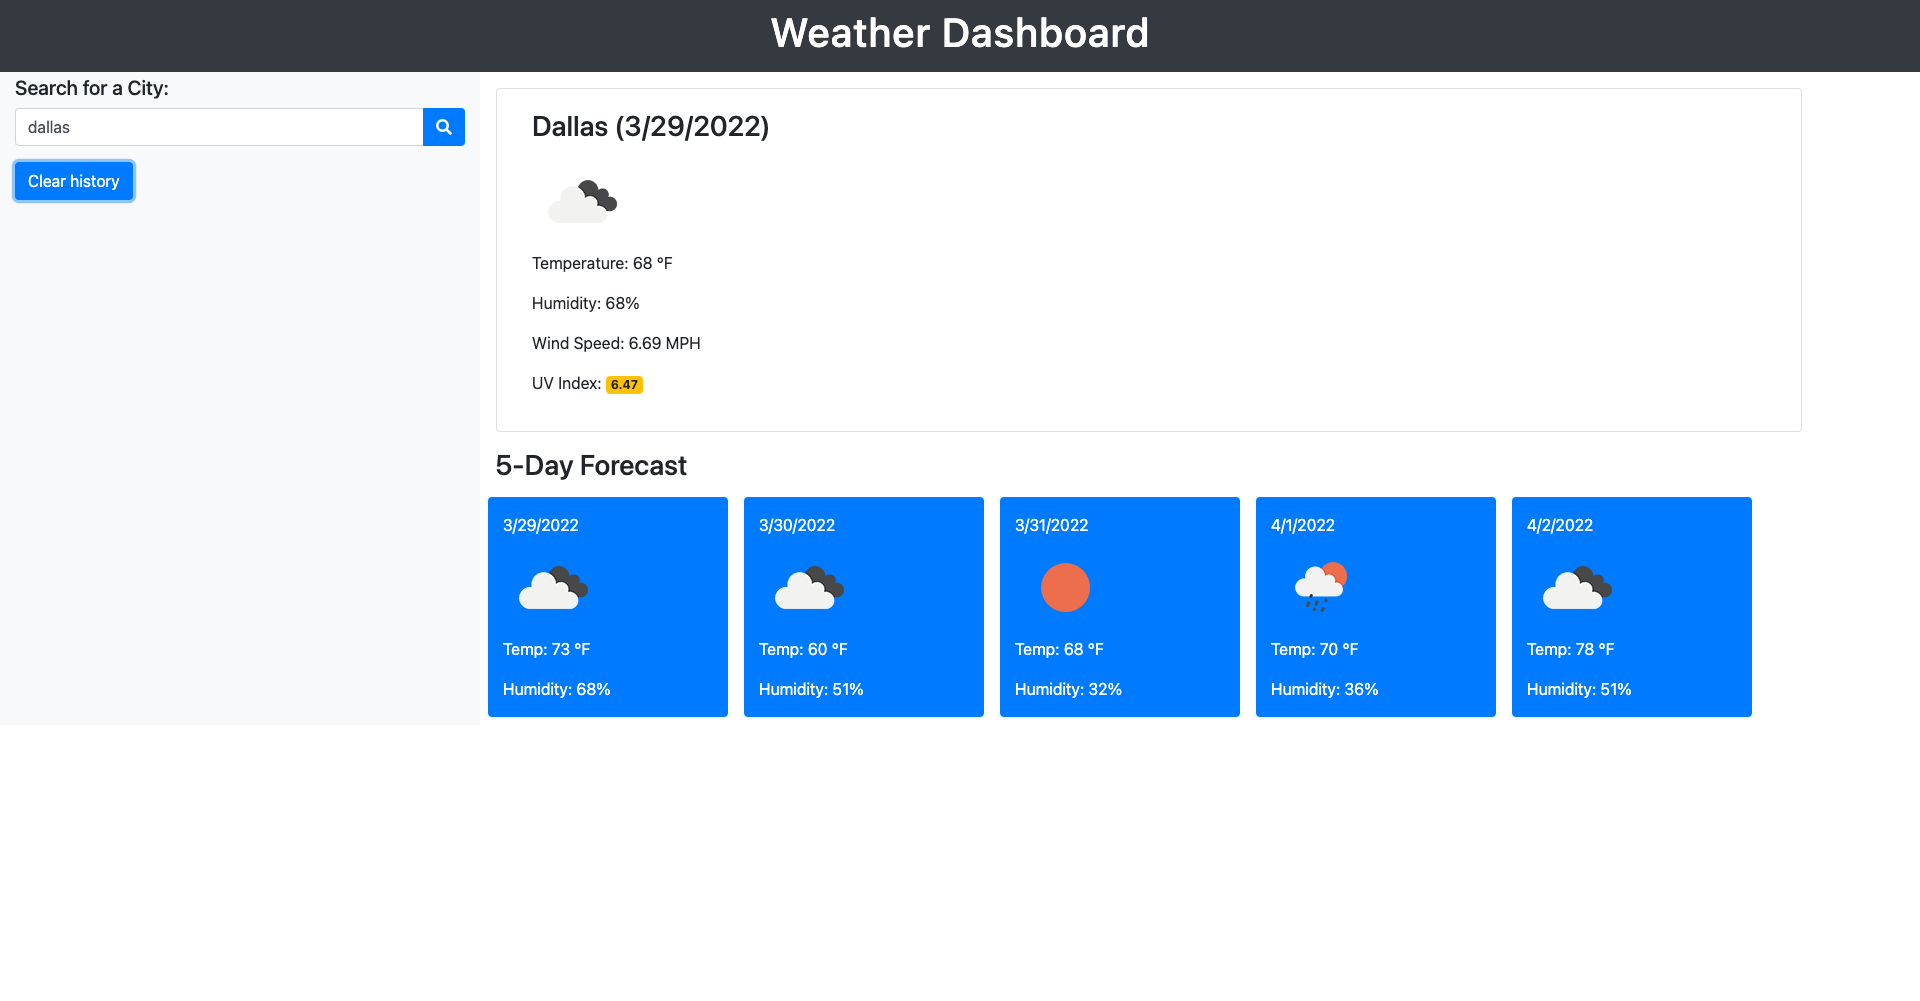 Weather Dashboard
Search for a City:
dallas
Clear history
Dallas (3/29/2022)
Temperature: 68 °F
Humidity: 68%
Wind Speed: 6.69 MPH
UV Index: 6.47
5-Day Forecast
3/29/2022
Temp: 73 °F
Humidity: 68%
3/30/2022
Temp: 60 °F
Humidity: 51%
3/31/2022
Temp: 68 °F
Humidity: 32%
4/1/2022
Temp: 70 °F
Humidity: 36%
4/2/2022
Temp: 78 °F
Humidity: 51%